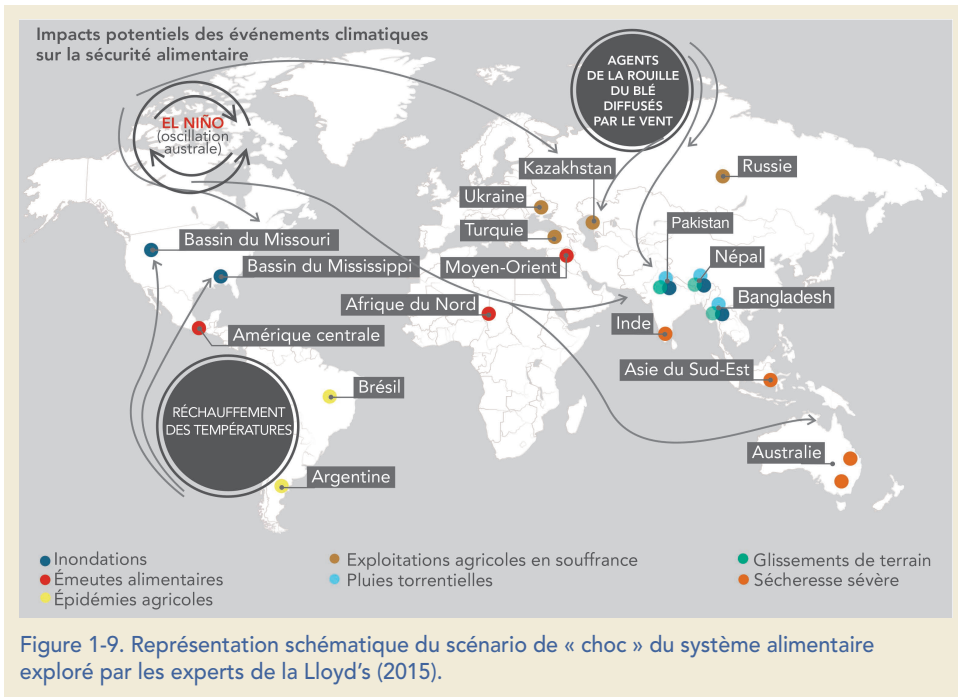 Impacts potentiels des événements climatiques
sur la sécurité alimentaire
EL NIÑO
(oscillation
australe)
AGENTS
DE LA ROUILLE
DU BLÉ
DIFFUSÉS
PAR LE VENT
Kazakhstan
Russie
Ukraine
Pakistan
Turquie
Bassin du Missouri
Népal
Bassin du Mississippi
Moyen-Orient
Afrique du Nord
Bangladesh
Inde
Amérique centrale
Asie du Sud-Est
Brésil
RÉCHAUFFEMENT
DES TEMPÉRATURES
Australie
Argentine
Inondations
Émeutes alimentaires
Épidémies agricoles
Exploitations agricoles en souffrance
Pluies torrentielles
Glissements de terrain
Sécheresse sévère
Figure 1-9. Représentation schématique du scénario de « choc » du système alimentaire
exploré par les experts de la Lloyd’s (2015).